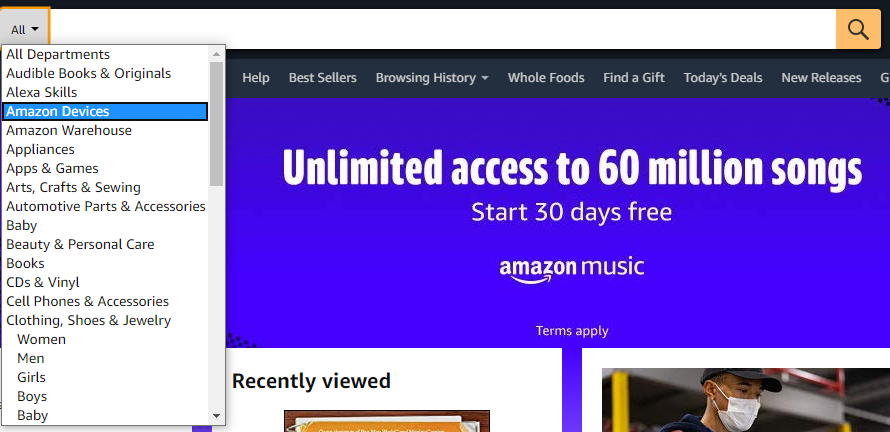 All
All Departments
Audible Books & Originals
Alexa Skills
Amazon Devices
Amazon Warehouse
Appliances
Apps & Games
Arts, Crafts & Sewing
Automotive Parts & Accessories
Baby
Beauty & Personal Care
Books
CDs & Vinyl
Cell Phones & Accessories
Clothing, Shoes & Jewelry
Women
Men
Girls
Boys
Baby
Help Best Sellers Browsing History Whole Foods Find a Gift Today's Deals New Releases G
Unlimited access to 60 million songs
Start 30 days free
amazon music
Terms apply
Recently viewed